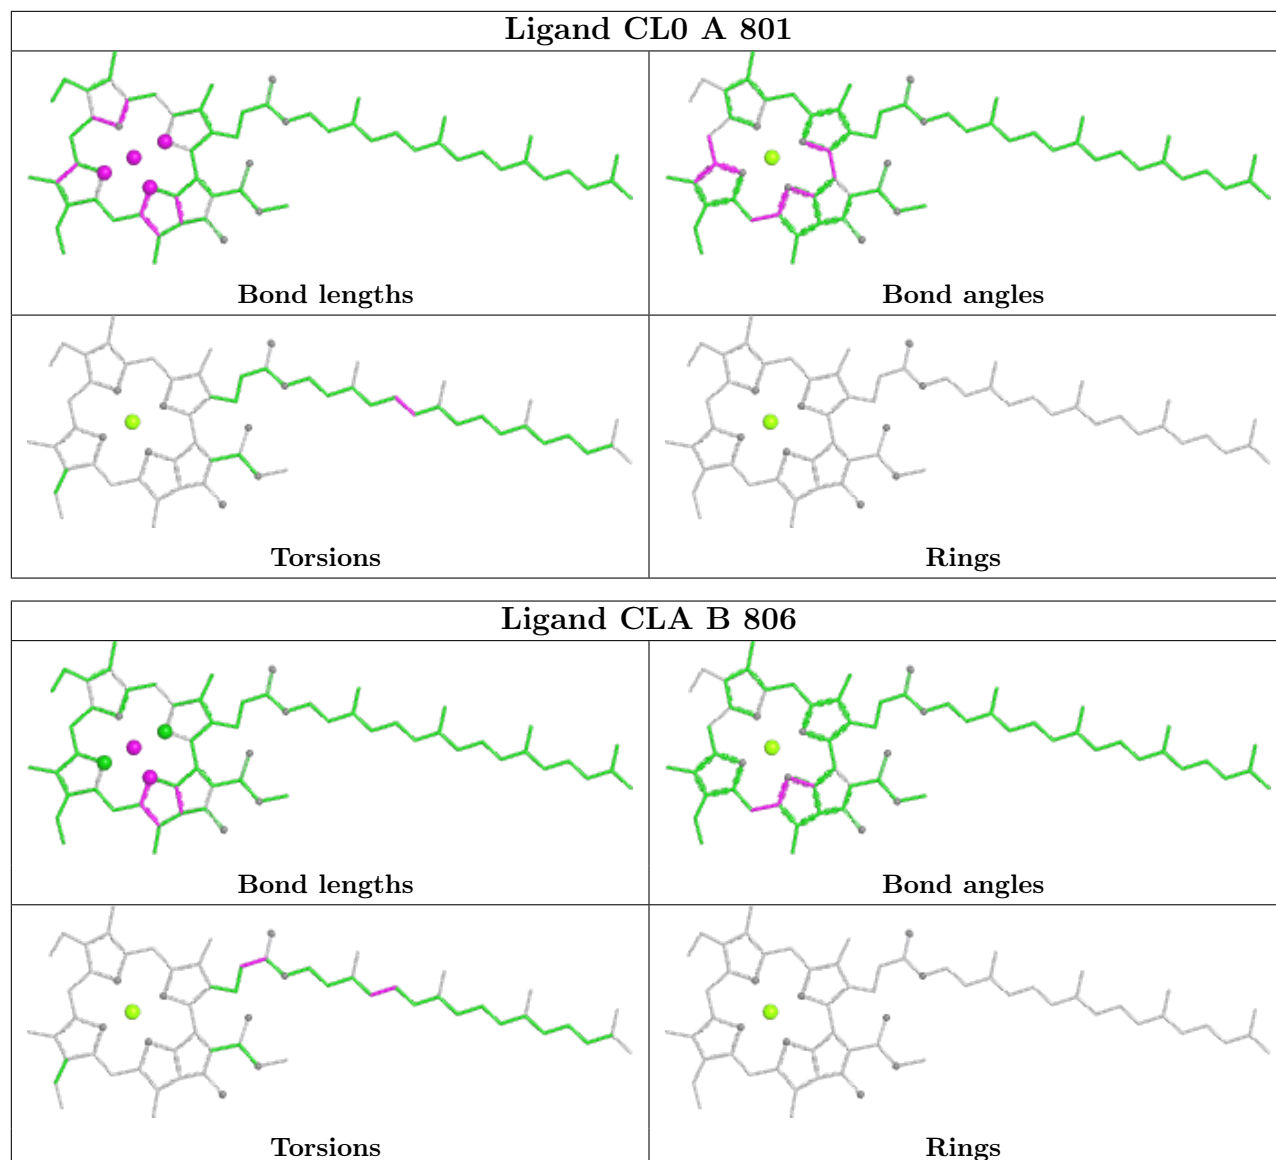 Ligand CL0 A 801
Bond lengths
Bond angles
Torsions
Rings
Ligand CLA B 806
Bond lengths
Bond angles
Torsions
Rings